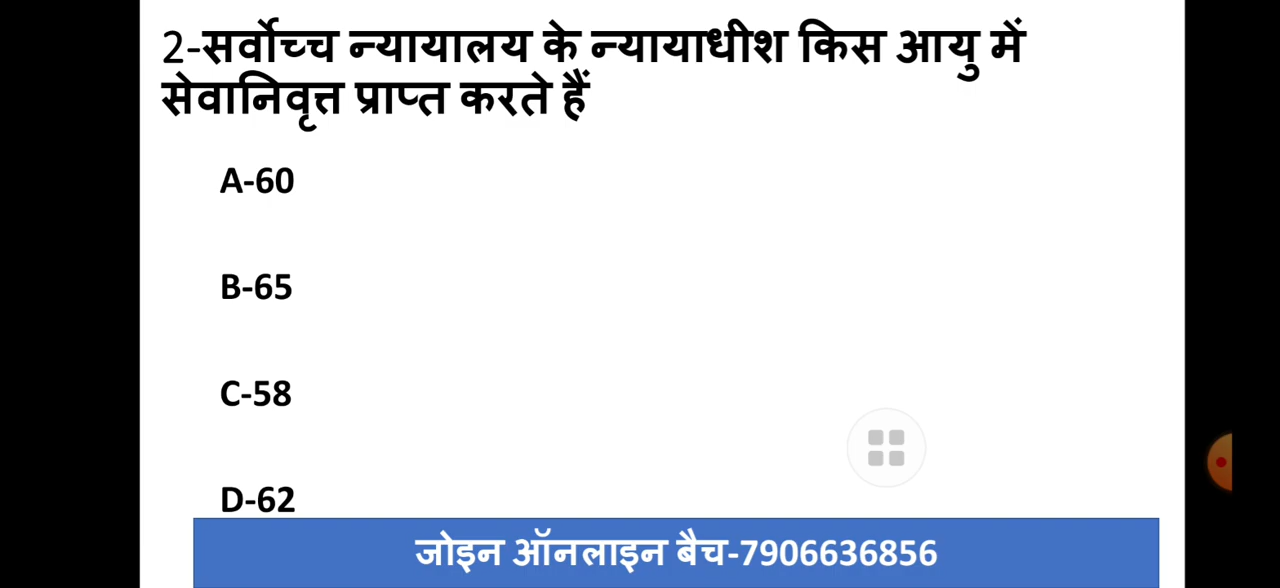 2-सर्वोच्च न्यायालय के न्यायाधीश किस आयु में
सेवानिवृत्त प्राप्त करते हैं
A-60
B-65
C-58
D-62
जोइन ऑनलाइन बैच-7906636856